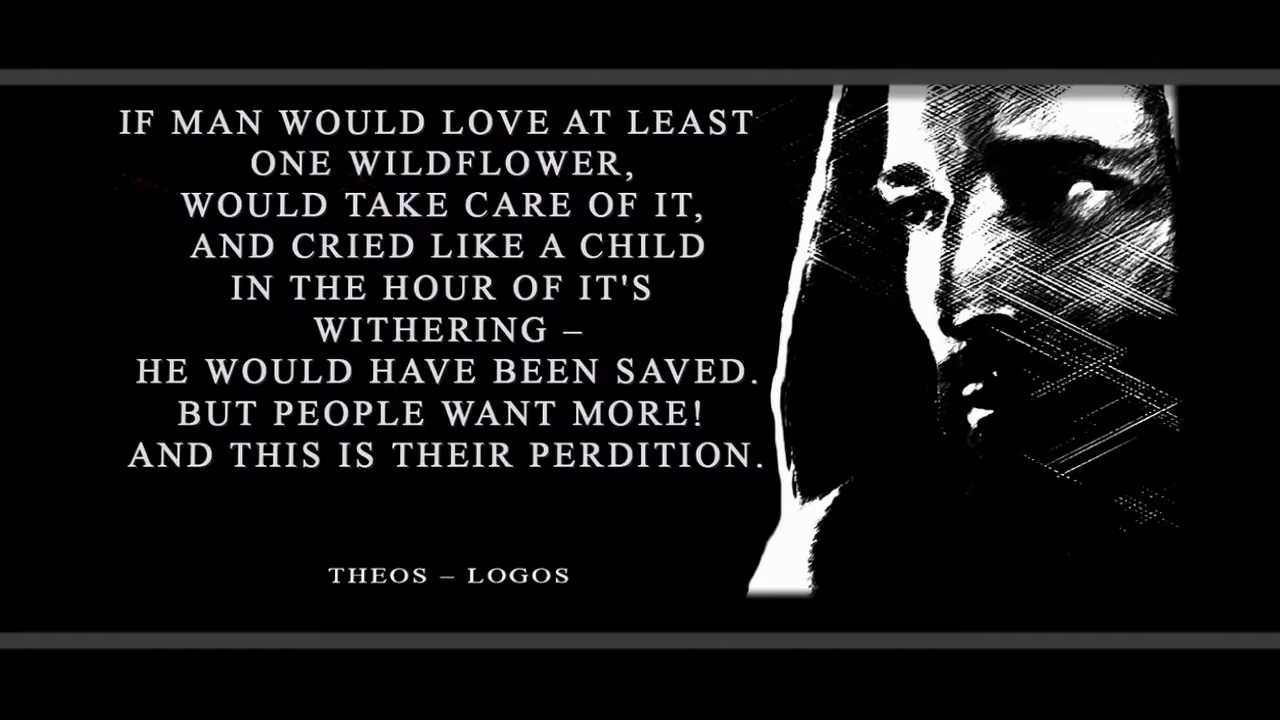 IF MAN WOULD LOVE AT LEAST
ONE WILDFLOWER,
WOULD TAKE CARE OF IT,
AND CRIED LIKE A CHILD
IN THE HOUR OF IT'S
WITHERING –
HE WOULD HAVE BEEN SAVED.
BUT PEOPLE WANT MORE!
AND THIS IS THEIR PERDITION.
THEOS – LOGOS